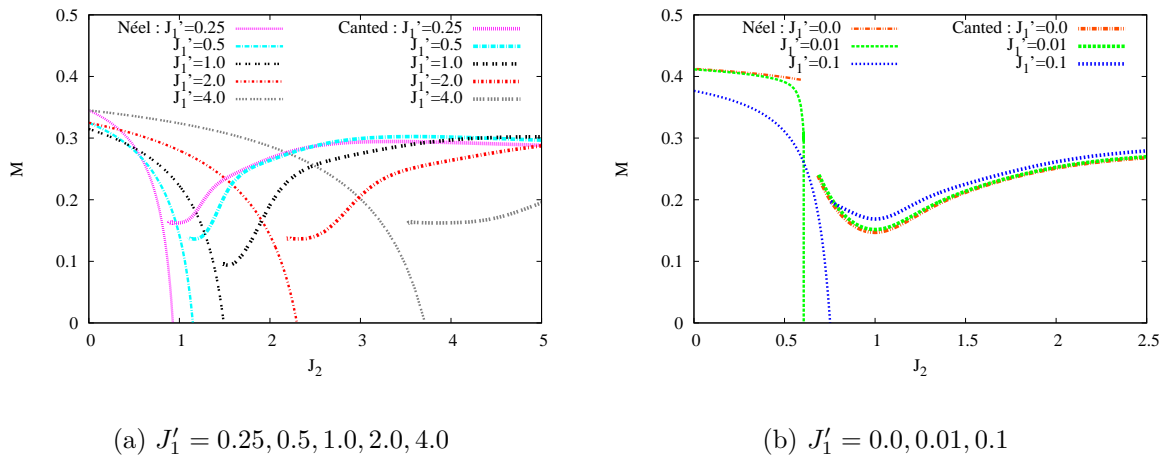 Néel : J₁'=0.25
J₁'=0.5
J₁'=1.0
J₁'=2.0
J₁'=4.0
Canted : J₁'=0.25
J₁'=0.5
J₁'=1.0
J₁'=2.0
J₁'=4.0
M
0.5
0.4
0.3
0.2
0.1
0
0 1 2 3 4 5
J₂
(a) J₁′ = 0.25, 0.5, 1.0, 2.0, 4.0
Néel : J₁'=0.0
J₁'=0.01
J₁'=0.1
Canted : J₁'=0.0
J₁'=0.01
J₁'=0.1
M
0.5
0.4
0.3
0.2
0.1
0
0 0.5 1 1.5 2 2.5
J₂
(b) J₁′ = 0.0, 0.01, 0.1